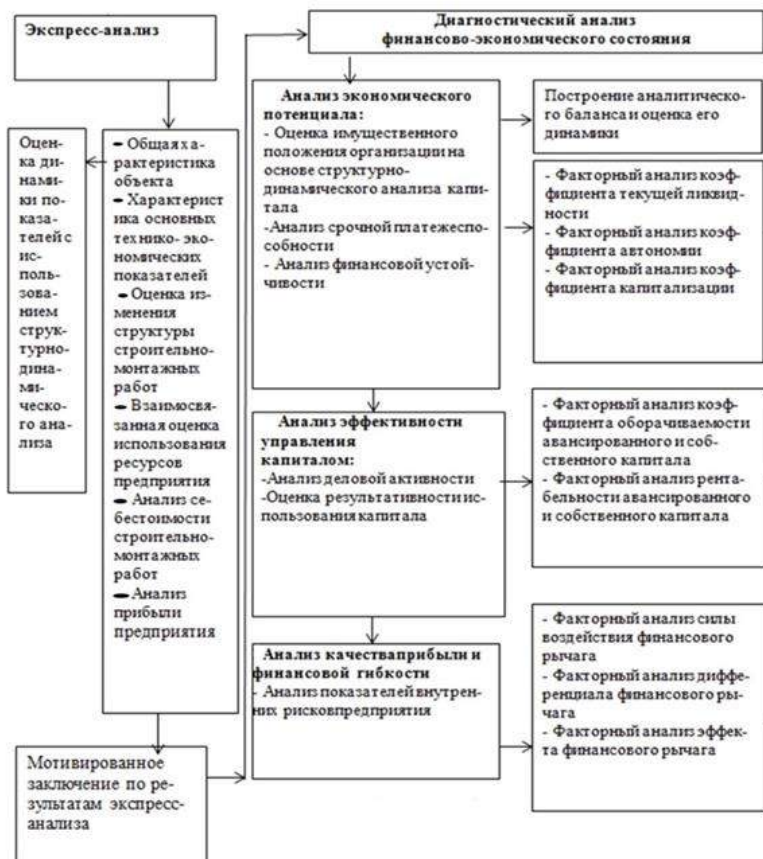 Экспресс-анализ
Оцен-
ка ди-
нами-
ки по-
каза-
телей с
ис-
поль-
зова-
нием
струк-
турно-
дина-
ми-
ческо-
го ана-
лиза
- Общая ха-
рактеристика
объекта
- Характерист
ика основных
технико-эко-
номических
показателей
- Оценка из-
менения
структуры
строительно-
монтажных
работ
- Взаимосвя-
занная оценка
использования
ресурсов
предприятия
- Анализ се-
бестоимости
строительно-
монтажных
работ
- Анализ
прибыли
предприятия
Мотивированное
заключение по ре-
зультатам экспресс-
анализа
Диагностический анализ
финансово-экономического состояния
Анализ экономического
потенциала:
- Оценка имущественного
положения организации на
основе структурно-
динамического анализа капи-
тала
-Анализ срочной платежеспо-
собности
- Анализ финансовой устой-
чивости
Построение аналитическо-
го баланса и оценка его
динамики
- Факторный анализ коэф-
фициента текущей ликвид-
ности
- Факторный анализ коэф-
фициента автономии
- Факторный анализ коэф-
фициента капитализации
Анализ эффективности
управления
капиталом:
-Анализ деловой активности
-Оценка результативности ис-
пользования капитала
- Факторный анализ коэф-
фициента оборачиваемости
авансированного и соб-
ственного капитала
- Факторный анализ рента-
бельности авансированного
и собственного капитала
Анализ качестваприбыли и
финансовой гибкости
- Анализ показателей внутрен-
них рисковпредприятия
- Факторный анализ силы
воздействия финансового
рычага
- Факторный анализ диффе-
ренциала финансового ры-
чага
- Факторный анализ эффек-
та финансового рычага